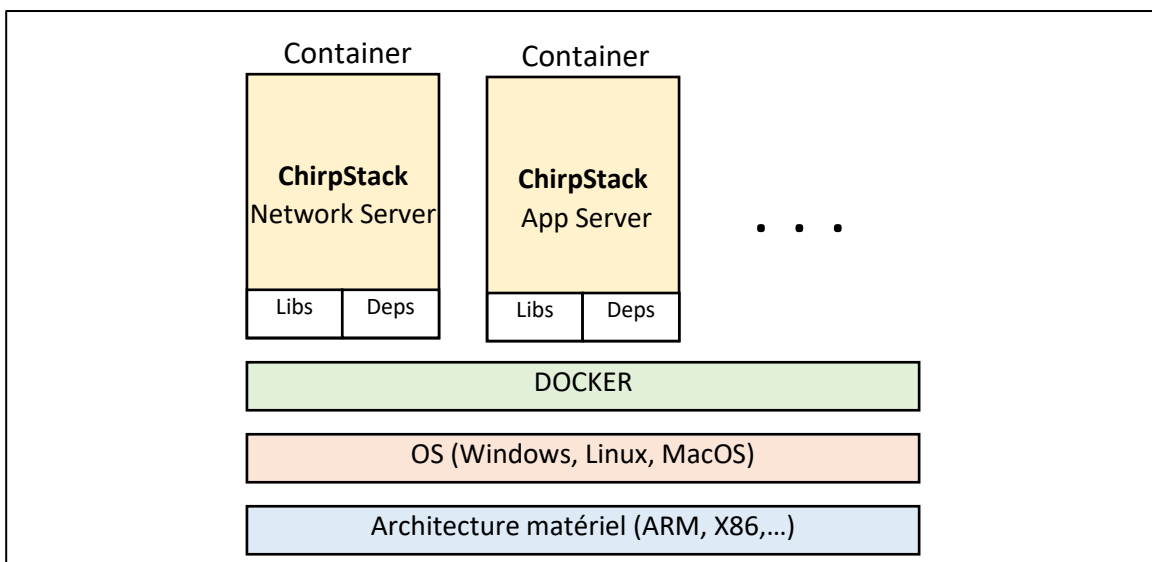 Container
Container
ChirpStack
Network Server
ChirpStack
App Server
. . .
Libs
Deps
Libs
Deps
DOCKER
OS (Windows, Linux, MacOS)
Architecture matériel (ARM, X86,...)